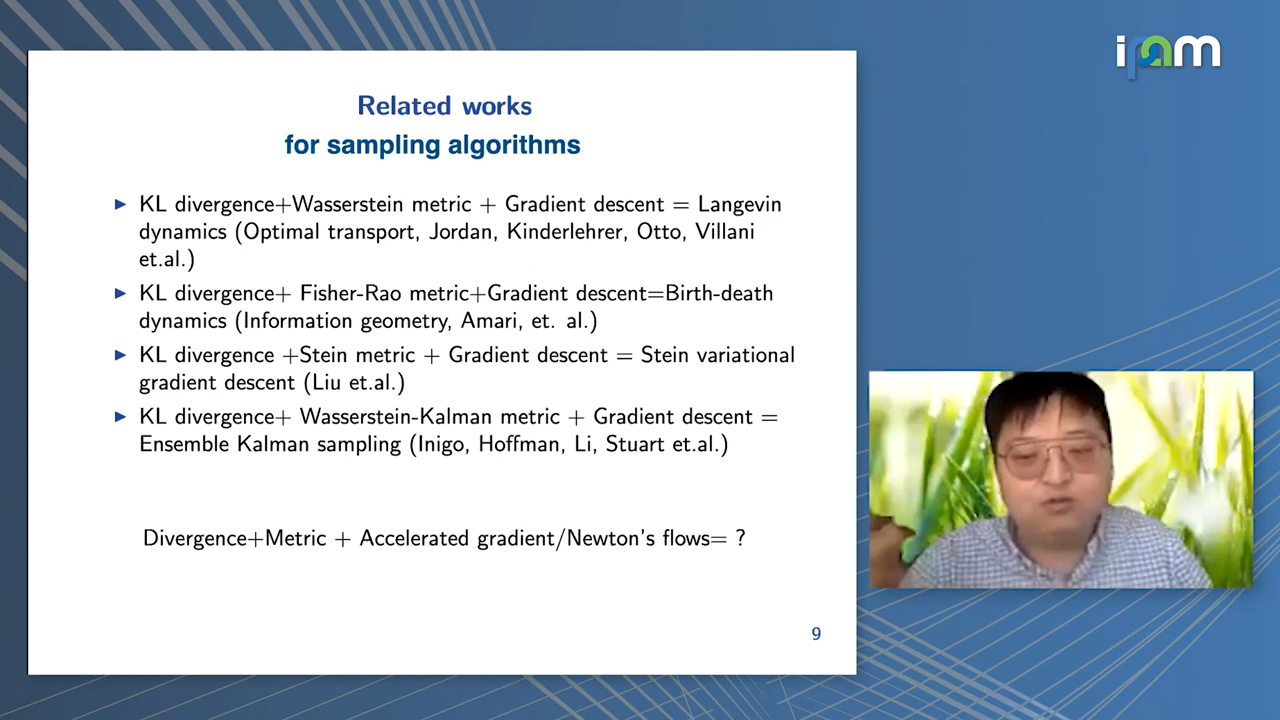 ipam
Related works
for sampling algorithms
▶ KL divergence+Wasserstein metric + Gradient descent = Langevin
dynamics (Optimal transport, Jordan, Kinderlehrer, Otto, Villani
et.al.)
▶ KL divergence+ Fisher-Rao metric+Gradient descent=Birth-death
dynamics (Information geometry, Amari, et. al.)
▶ KL divergence +Stein metric + Gradient descent = Stein variational
gradient descent (Liu et.al.)
▶ KL divergence+ Wasserstein-Kalman metric + Gradient descent =
Ensemble Kalman sampling (Inigo, Hoffman, Li, Stuart et.al.)
Divergence+Metric + Accelerated gradient/Newton's flows= ?
9